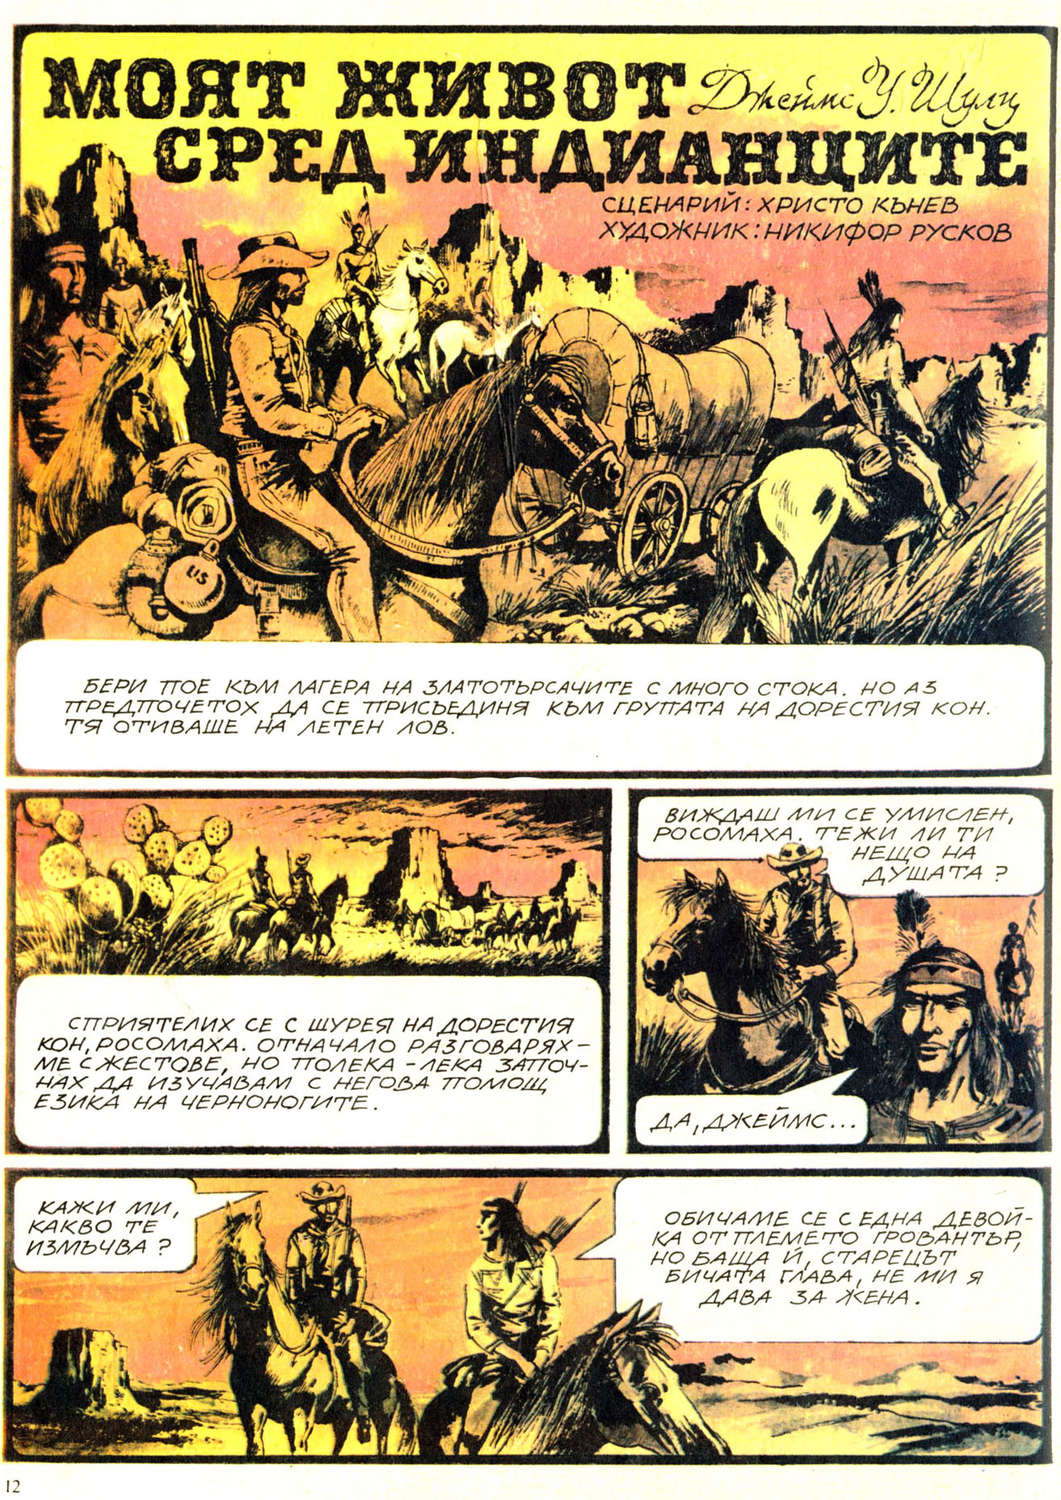 МОЯТ ЖИВОТ
Джеймс У. Шулц
СРЕД ИНДИАНЦИТЕ
СЦЕНАРИЙ: ХРИСТО КЪНЕВ
ХУДОЖНИК: НИКИФОР РУСКОВ
US
БЕРИ ПОЕ КЪМ ЛАГЕРА НА ЗЛАТОТЪРСАЧИТЕ С МНОГО СТОКА. НО АЗ
ПРЕДПОЧЕТОХ ДА СЕ ПРИСЪЕДИНЯ КЪМ ГРУПАТА НА ДОРЕСТИЯ КОН.
ТЯ ОТИВАШЕ НА ЛЕТЕН ЛОВ.
СПРИЯТЕЛИХ СЕ С ШУРЕЯ НА ДОРЕСТИЯ
КОН, РОСОМАХА. ОТНАЧАЛО РАЗГОВАРЯХ-
МЕ С ЖЕСТОВЕ, НО ПОЛЕКА-ЛЕКА ЗАПОЧ-
НАХ ДА ИЗУЧАВАМ С НЕГОВА ПОМОЩ
ЕЗИКА НА ЧЕРНОНОГИТЕ.
ВИЖДАШ МИ СЕ УМИСЛЕН,
РОСОМАХА. ТЕЖИ ЛИ ТИ
НЕЩО НА
ДУШАТА?
ДА, ДЖЕЙМС...
КАЖИ МИ,
КАКВО ТЕ
ИЗМЪЧВА?
ОБИЧАМЕ СЕ С ЕДНА ДЕВОЙ-
КА ОТ ПЛЕМЕТО ГРОВАНТЪР,
НО БАЩА Й, СТАРЕЦЪТ
БИЧАТА ГЛАВА, НЕ МИ Я
ДАВА ЗА ЖЕНА.
12